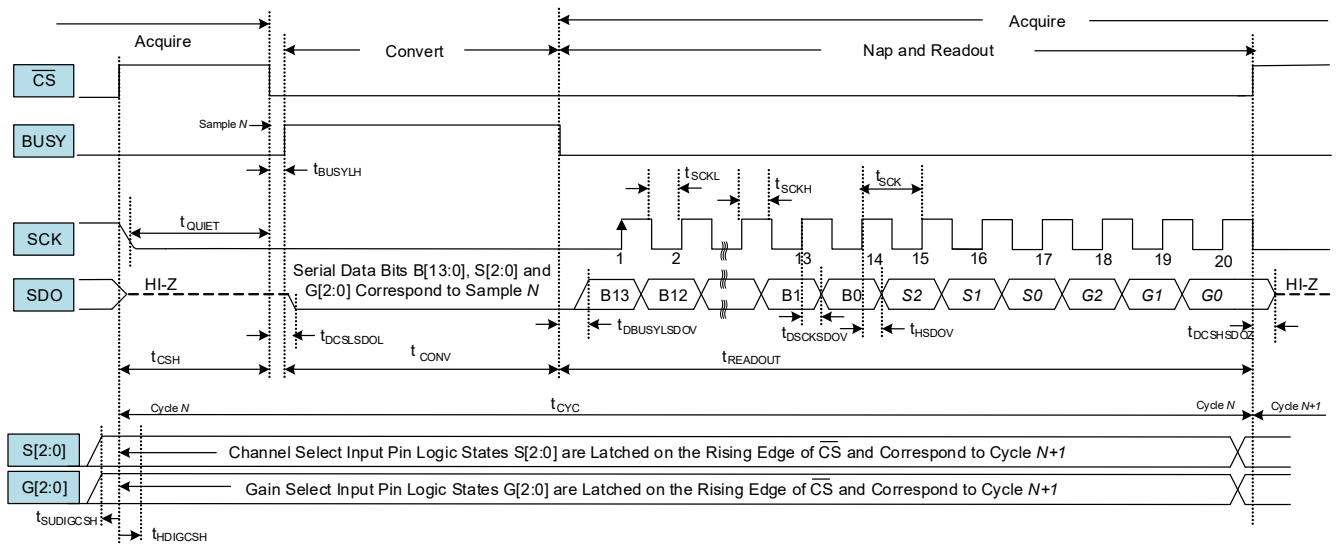 Acquire
Acquire
Convert
Nap and Readout
CS
Sample N
BUSY
tBUSYLH
tSCKL
tSCKH
tSCK
tQUIET
SCK
1 2 13 14 15 16 17 18 19 20
Serial Data Bits B[13:0], S[2:0] and
G[2:0] Correspond to Sample N
SDO
HI-Z
B13 B12 B1 B0 S2 S1 S0 G2 G1 G0
HI-Z
tDCSLSDOL
tDBUSYLSDOV
tDSCKSDOV
tHSDOV
tDCSHSDOZ
tCSH
tCONV
tREADOUT
Cycle N
tCYC
Cycle N
Cycle N+1
S[2:0]
Channel Select Input Pin Logic States S[2:0] are Latched on the Rising Edge of CS and Correspond to Cycle N+1
G[2:0]
Gain Select Input Pin Logic States G[2:0] are Latched on the Rising Edge of CS and Correspond to Cycle N+1
tSUDIGCSH
tHDIGCSH